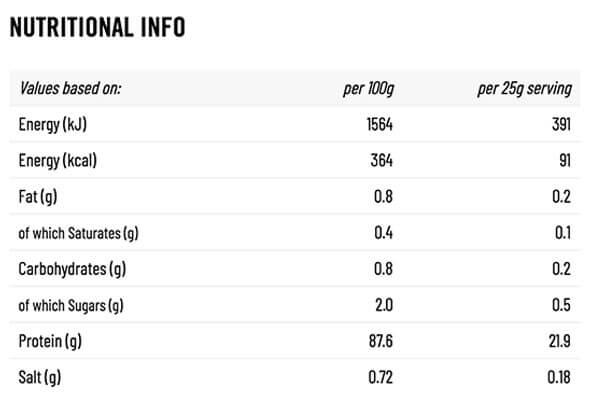 NUTRITIONAL INFO
Values based on: per 100g per 25g serving
Energy (kJ) 1564 391
Energy (kcal) 364 91
Fat (g) 0.8 0.2
of which Saturates (g) 0.4 0.1
Carbohydrates (g) 0.8 0.2
of which Sugars (g) 2.0 0.5
Protein (g) 87.6 21.9
Salt (g) 0.72 0.18